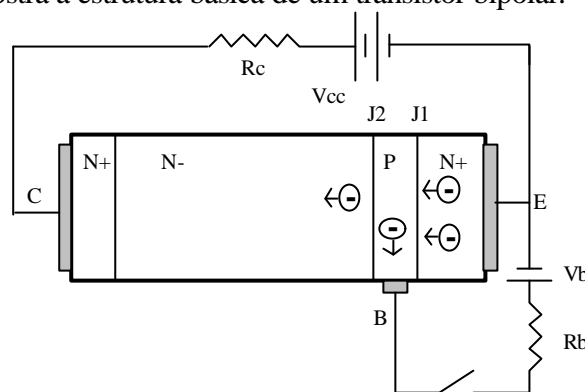 ostra a estrutura básica de um transistor bipolar.
Rc
Vcc
J2 J1
N+ N- P N+
C
E
Vb
B
Rb